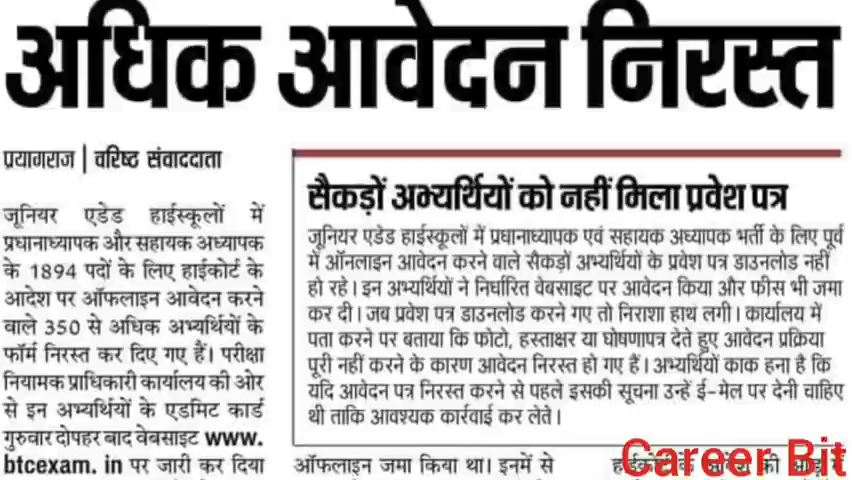 अधिक आवेदन निरस्त
प्रयागराज | वरिष्ठ संवाददाता
जूनियर एडेड हाईस्कूलों में
प्रधानाध्यापक और सहायक अध्यापक
के 1894 पदों के लिए हाईकोर्ट के
आदेश पर ऑफलाइन आवेदन करने
वाले 350 से अधिक अभ्यर्थियों के
फॉर्म निरस्त कर दिए गए हैं। परीक्षा
नियामक प्राधिकारी कार्यालय की ओर
से इन अभ्यर्थियों के एडमिट कार्ड
गुरुवार दोपहर बाद वेबसाइट www.
btcexam. in पर जारी कर दिया
सैकड़ों अभ्यर्थियों को नहीं मिला प्रवेश पत्र
जूनियर एडेड हाईस्कूलों में प्रधानाध्यापक एवं सहायक अध्यापक भर्ती के लिए पूर्व
में ऑनलाइन आवेदन करने वाले सैकड़ों अभ्यर्थियों के प्रवेश पत्र डाउनलोड नहीं
हो रहे। इन अभ्यर्थियों ने निर्धारित वेबसाइट पर आवेदन किया और फीस भी जमा
कर दी। जब प्रवेश पत्र डाउनलोड करने गए तो निराशा हाथ लगी। कार्यालय में
पता करने पर बताया कि फोटो, हस्ताक्षर या घोषणापत्र देते हुए आवेदन प्रक्रिया
पूरी नहीं करने के कारण आवेदन निरस्त हो गए हैं। अभ्यर्थियों काक हना है कि
यदि आवेदन पत्र निरस्त करने से पहले इसकी सूचना उन्हें ई-मेल पर देनी चाहिए
थी ताकि आवश्यक कार्रवाई कर लेते।
ऑफलाइन जमा किया था। इनमें से
की
Career Bit